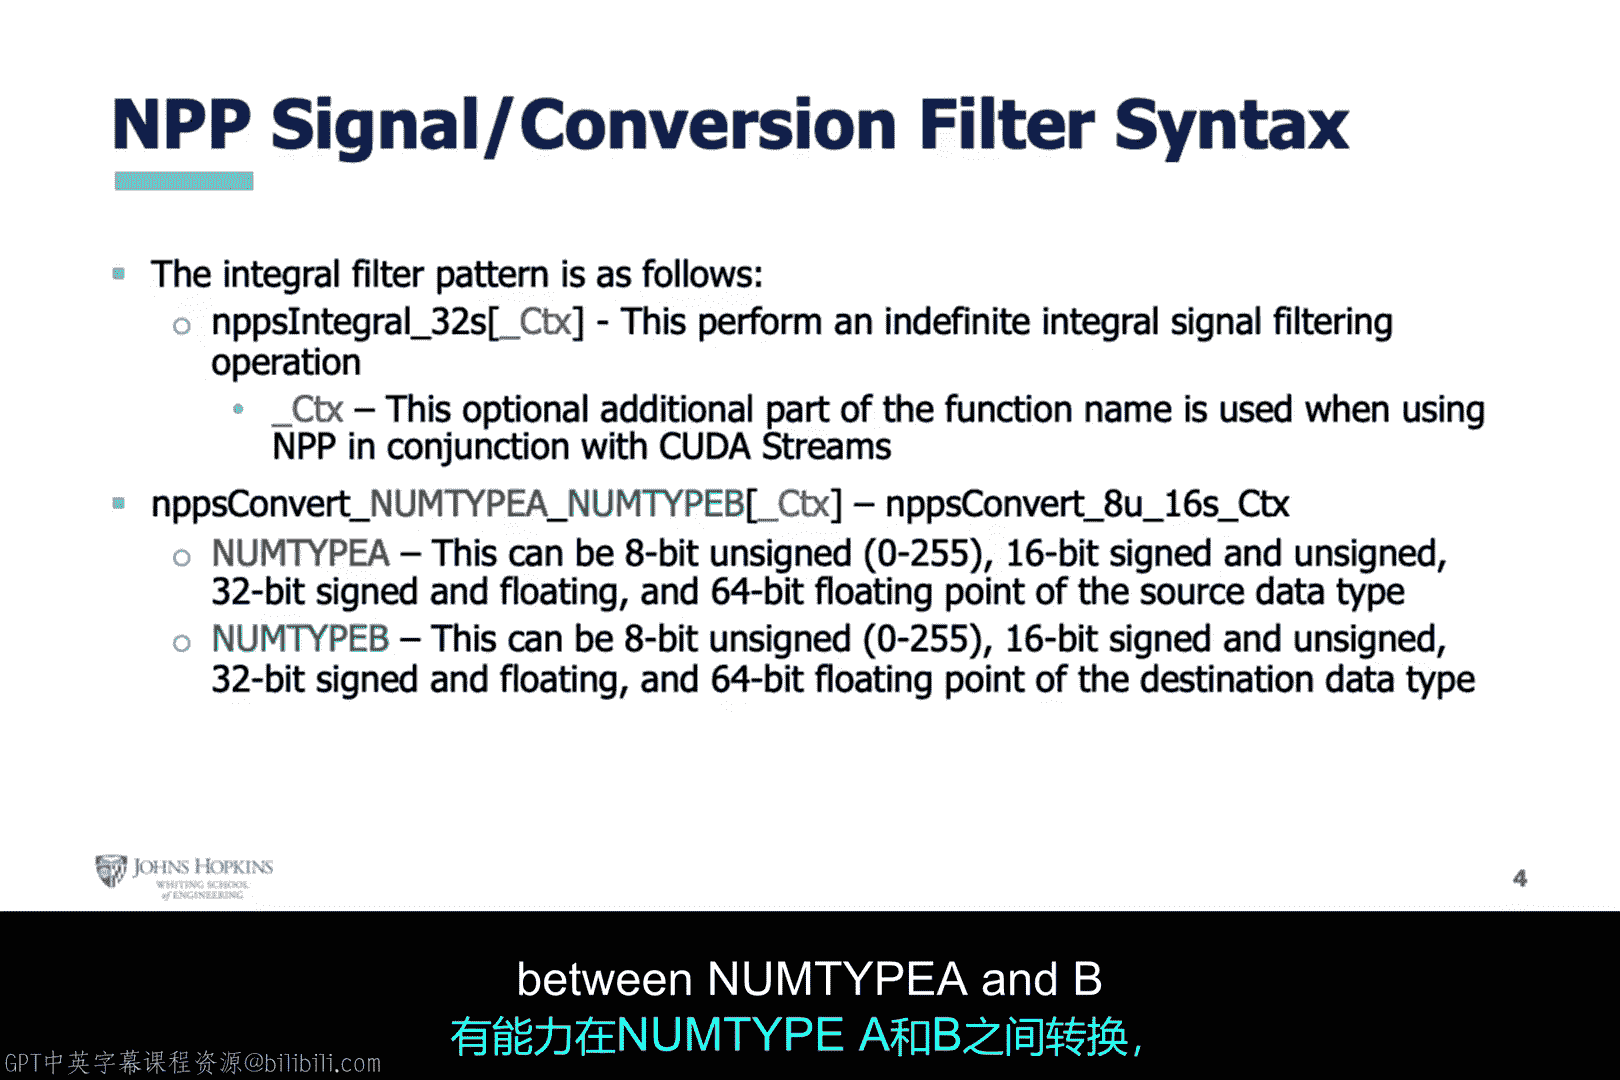 NPP Signal/Conversion Filter Syntax
The integral filter pattern is as follows:
nppsIntegral_32s[_Ctx] - This perform an indefinite integral signal filtering
operation
_Ctx – This optional additional part of the function name is used when using
NPP in conjunction with CUDA Streams
nppsConvert_NUMTYPEA_NUMTYPEB[_Ctx] – nppsConvert_8u_16s_Ctx
NUMTYPEA – This can be 8-bit unsigned (0-255), 16-bit signed and unsigned,
32-bit signed and floating, and 64-bit floating point of the source data type
NUMTYPEB – This can be 8-bit unsigned (0-255), 16-bit signed and unsigned,
32-bit signed and floating, and 64-bit floating point of the destination data type
JOHNS HOPKINS
WHITING SCHOOL
of ENGINEERING
4
between NUMTYPEA and B
有能力在NUMTYPE A和B之间转换，
GPT中英字幕课程资源@bilibili.com